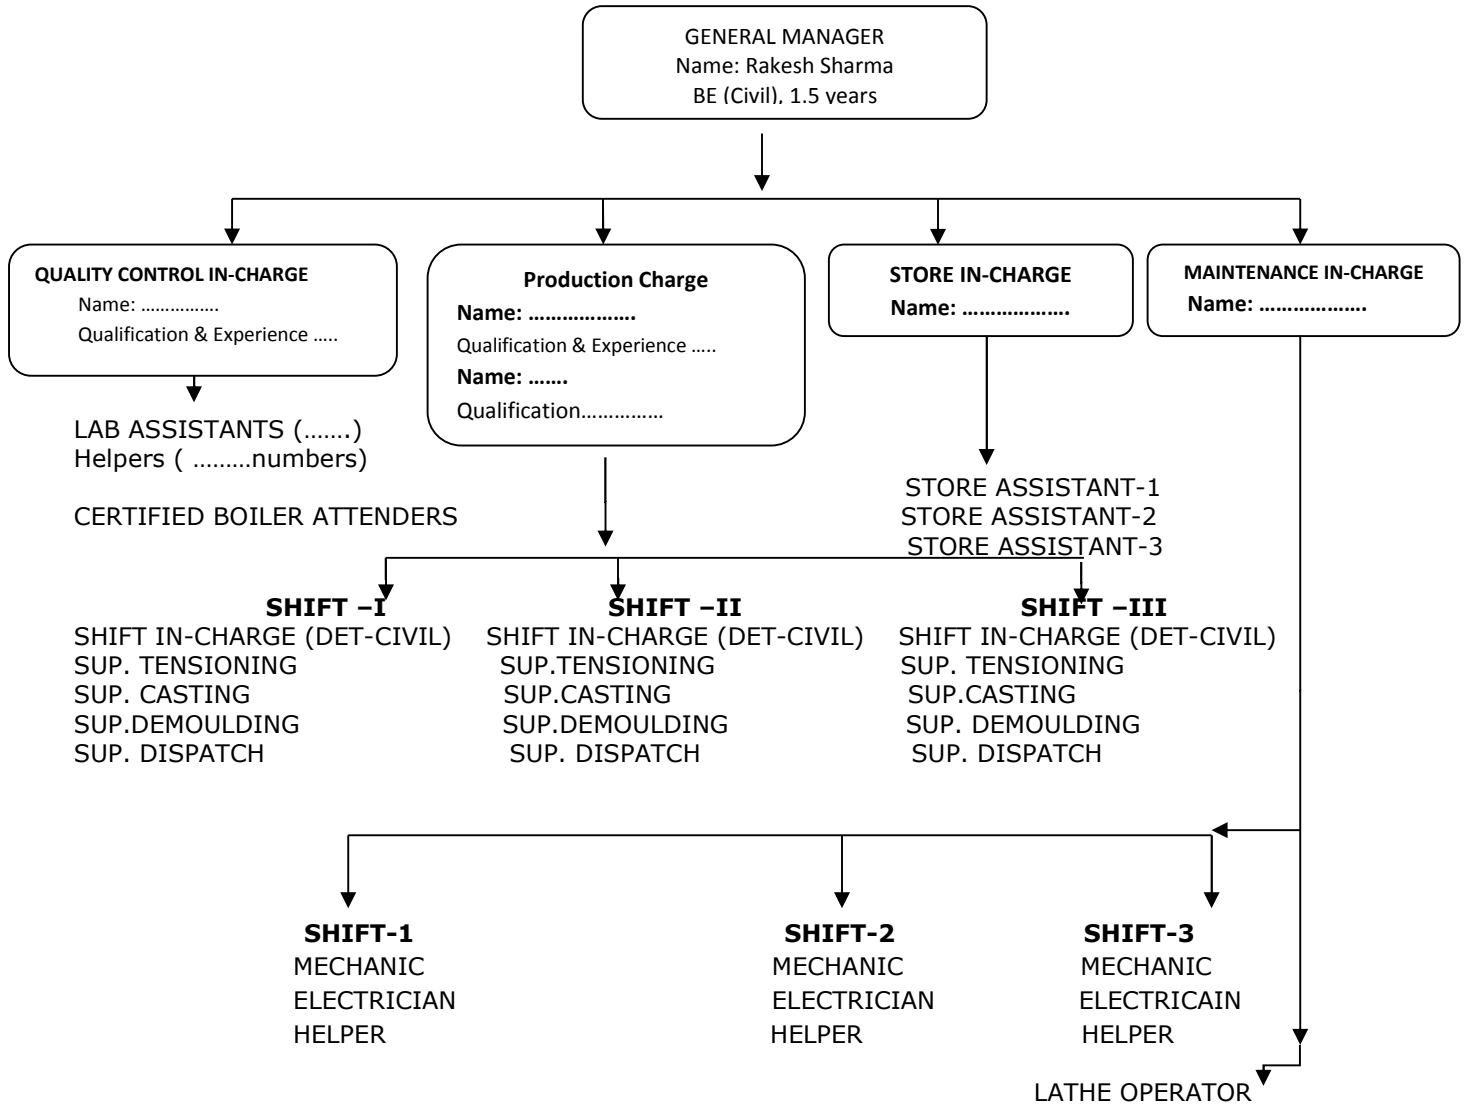 GENERAL MANAGER
Name: Rakesh Sharma
BE (Civil), 1.5 years
QUALITY CONTROL IN-CHARGE
Name: ...............
Qualification & Experience .....
Production Charge
Name: ...................
Qualification & Experience .....
Name: .......
Qualification...............
STORE IN-CHARGE
Name: ...................
MAINTENANCE IN-CHARGE
Name: ...................
LAB ASSISTANTS (.......)
Helpers ( .........numbers)
CERTIFIED BOILER ATTENDERS
STORE ASSISTANT-1
STORE ASSISTANT-2
STORE ASSISTANT-3
SHIFT –I
SHIFT IN-CHARGE (DET-CIVIL)
SUP. TENSIONING
SUP. CASTING
SUP.DEMOULDING
SUP. DISPATCH
SHIFT –II
SHIFT IN-CHARGE (DET-CIVIL)
SUP.TENSIONING
SUP.CASTING
SUP.DEMOULDING
SUP. DISPATCH
SHIFT –III
SHIFT IN-CHARGE (DET-CIVIL)
SUP. TENSIONING
SUP.CASTING
SUP. DEMOULDING
SUP. DISPATCH
SHIFT-1
MECHANIC
ELECTRICIAN
HELPER
SHIFT-2
MECHANIC
ELECTRICIAN
HELPER
SHIFT-3
MECHANIC
ELECTRICAIN
HELPER
LATHE OPERATOR